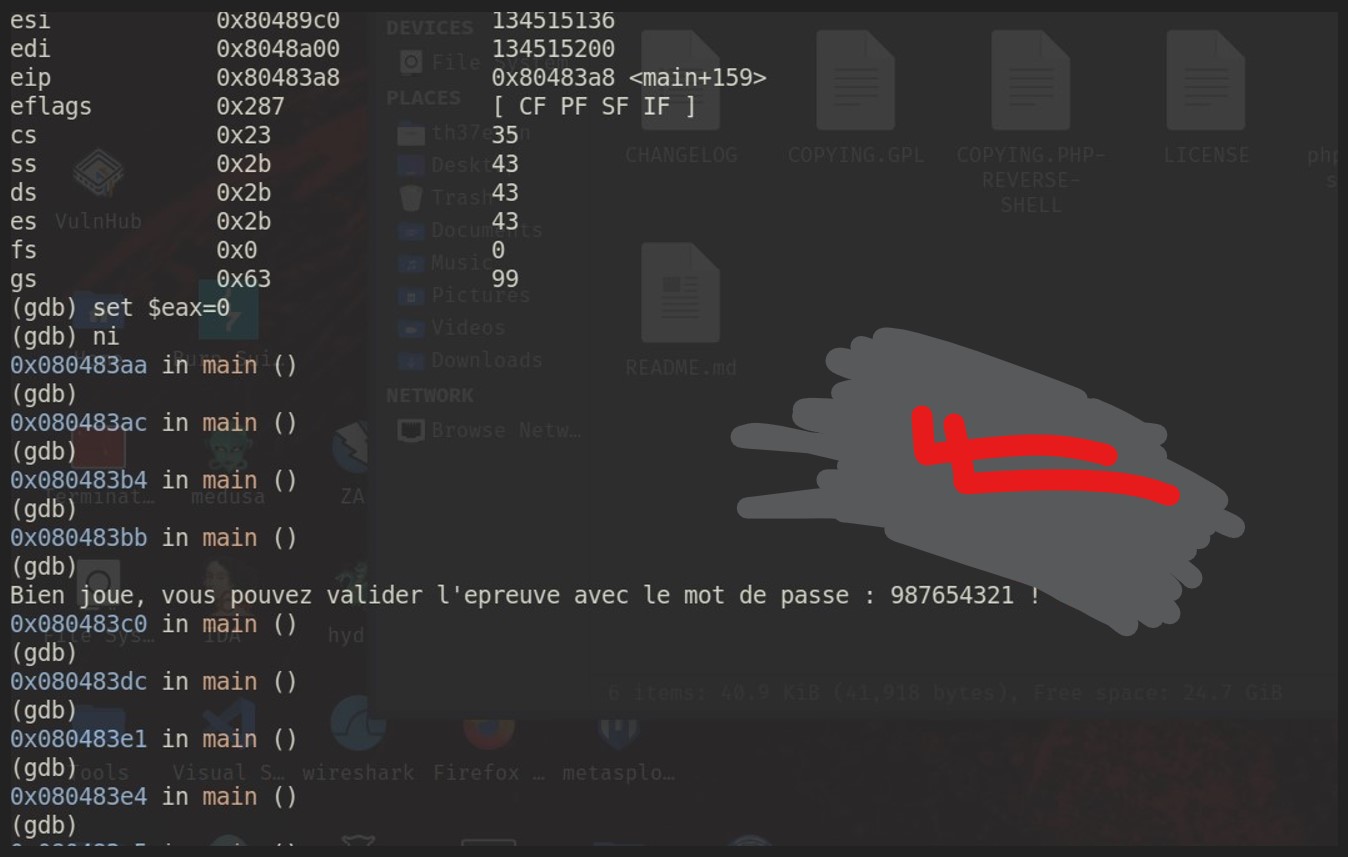 esi 0x80489c0 134515136
edi 0x8048a00 134515200
eip 0x80483a8 0x80483a8 <main+159>
eflags 0x287 [ CF PF SF IF ]
cs 0x23 35
ss 0x2b 43
ds 0x2b 43
es 0x2b 43
fs 0x0 0
gs 0x63 99
(gdb) set $eax=0
(gdb) ni
0x080483aa in main ()
(gdb)
0x080483ac in main ()
(gdb)
0x080483b4 in main ()
(gdb)
0x080483bb in main ()
(gdb)
Bien joue, vous pouvez valider l'epreuve avec le mot de passe : 987654321 !
0x080483c0 in main ()
(gdb)
0x080483dc in main ()
(gdb)
0x080483e1 in main ()
(gdb)
0x080483e4 in main ()
(gdb)
DEVICES
File System
PLACES
Desktop
Trash
Documents
Music
Pictures
Videos
Downloads
NETWORK
Browse Netw…
CHANGELOG
COPYING.GPL
COPYING.PHP-
REVERSE-
SHELL
LICENSE
README.md
6 items: 40.9 KiB (41,918 bytes), Free space: 24.7 GiB
VulnHub
Terminat…
medusa
ZA
File Sys…
IDA
hyd
Tools
Visual S…
wireshark
Firefox …
metasplo…